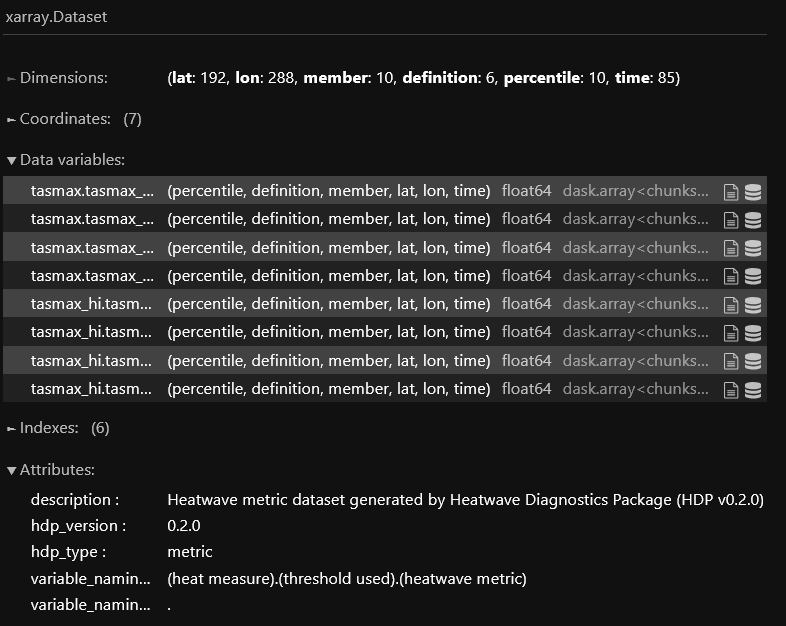 xarray.Dataset
► Dimensions: (lat: 192, lon: 288, member: 10, definition: 6, percentile: 10, time: 85)
► Coordinates: (7)
▼ Data variables:
tasmax.tasmax_... (percentile, definition, member, lat, lon, time) float64 dask.array<chunks...
tasmax.tasmax_... (percentile, definition, member, lat, lon, time) float64 dask.array<chunks...
tasmax.tasmax_... (percentile, definition, member, lat, lon, time) float64 dask.array<chunks...
tasmax.tasmax_... (percentile, definition, member, lat, lon, time) float64 dask.array<chunks...
tasmax_hi.tasm... (percentile, definition, member, lat, lon, time) float64 dask.array<chunks...
tasmax_hi.tasm... (percentile, definition, member, lat, lon, time) float64 dask.array<chunks...
tasmax_hi.tasm... (percentile, definition, member, lat, lon, time) float64 dask.array<chunks...
tasmax_hi.tasm... (percentile, definition, member, lat, lon, time) float64 dask.array<chunks...
► Indexes: (6)
▼ Attributes:
description : Heatwave metric dataset generated by Heatwave Diagnostics Package (HDP v0.2.0)
hdp_version : 0.2.0
hdp_type : metric
variable_namin... (heat measure).(threshold used).(heatwave metric)
variable_namin... .